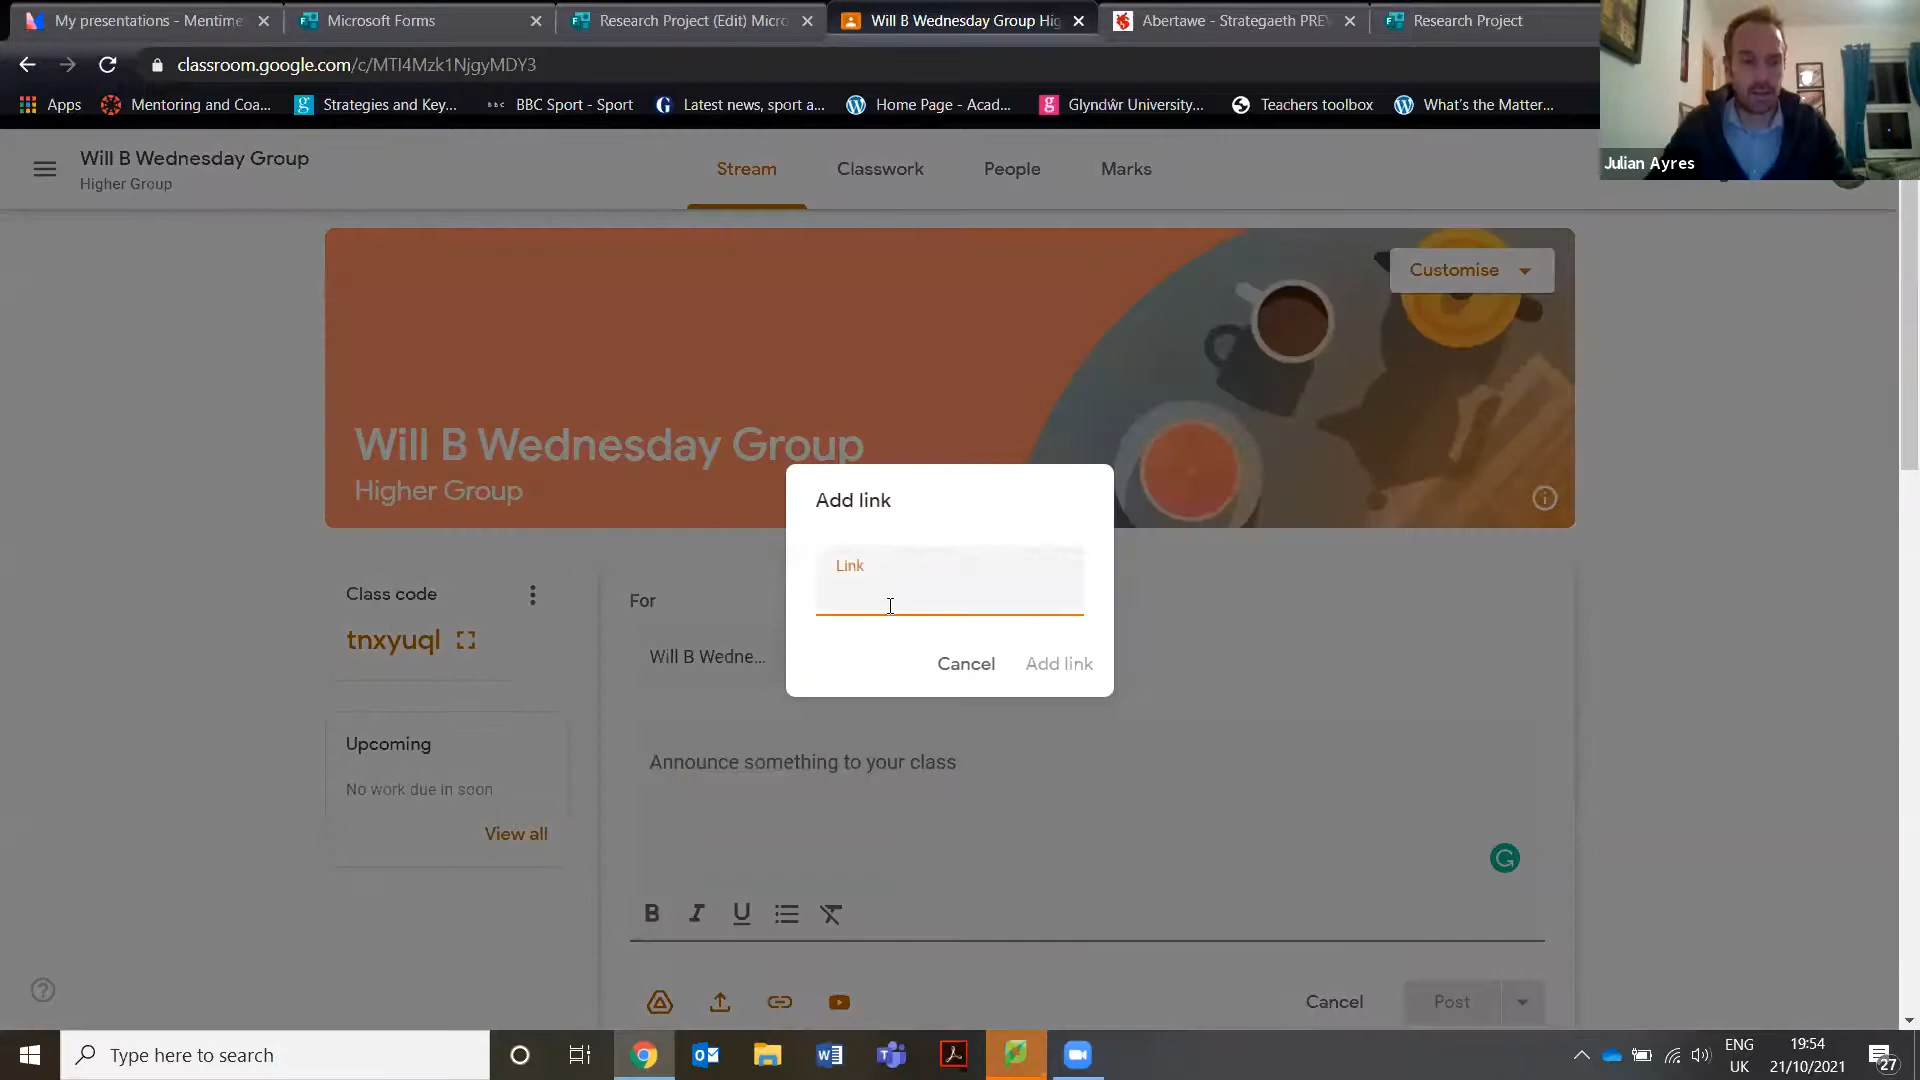 My presentations - Mentime
Microsoft Forms
Research Project (Edit) Micro
Will B Wednesday Group Hig
Abertawe - Strategaeth PREV
Research Project
classroom.google.com/c/MTI4Mzk1NjgyMDY3
Apps
Mentoring and Coa...
Strategies and Key...
BBC Sport - Sport
Latest news, sport a...
Home Page - Acad...
Glyndŵr University,...
Teachers toolbox
What's the Matter...
Julian Ayres
Will B Wednesday Group
Higher Group
Stream
Classwork
People
Marks
Customise
Will B Wednesday Group
Higher Group
Add link
Link
Cancel
Add link
Class code
tnxyuql
For
Will B Wedne...
Upcoming
No work due in soon
View all
Announce something to your class
Cancel
Post
Type here to search
ENG
UK
19:54
21/10/2021
27